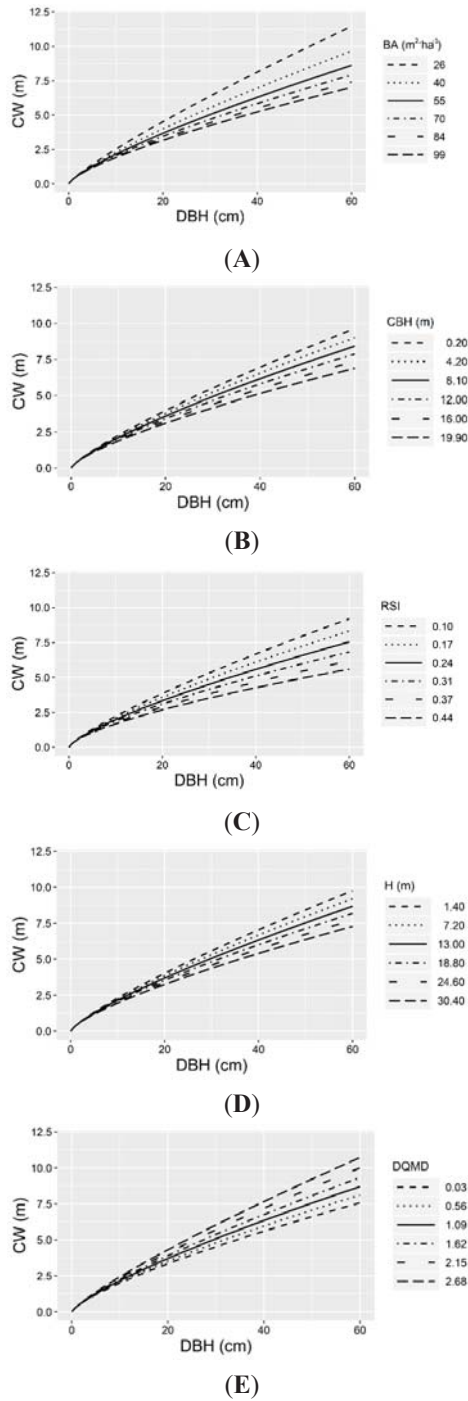 12.5
10.0
7.5
5.0
2.5
0.0
CW (m)
0 20 40 60
DBH (cm)
BA (m²·ha¹)
26
40
55
70
84
99
(A)
12.5
10.0
7.5
5.0
2.5
0.0
CW (m)
0 20 40 60
DBH (cm)
CBH (m)
0.20
4.20
8.10
12.00
16.00
19.90
(B)
12.5
10.0
7.5
5.0
2.5
0.0
CW (m)
0 20 40 60
DBH (cm)
RSI
0.10
0.17
0.24
0.31
0.37
0.44
(C)
12.5
10.0
7.5
5.0
2.5
0.0
CW (m)
0 20 40 60
DBH (cm)
H (m)
1.40
7.20
13.00
18.80
24.60
30.40
(D)
12.5
10.0
7.5
5.0
2.5
0.0
CW (m)
0 20 40 60
DBH (cm)
DQMD
0.03
0.56
1.09
1.62
2.15
2.68
(E)